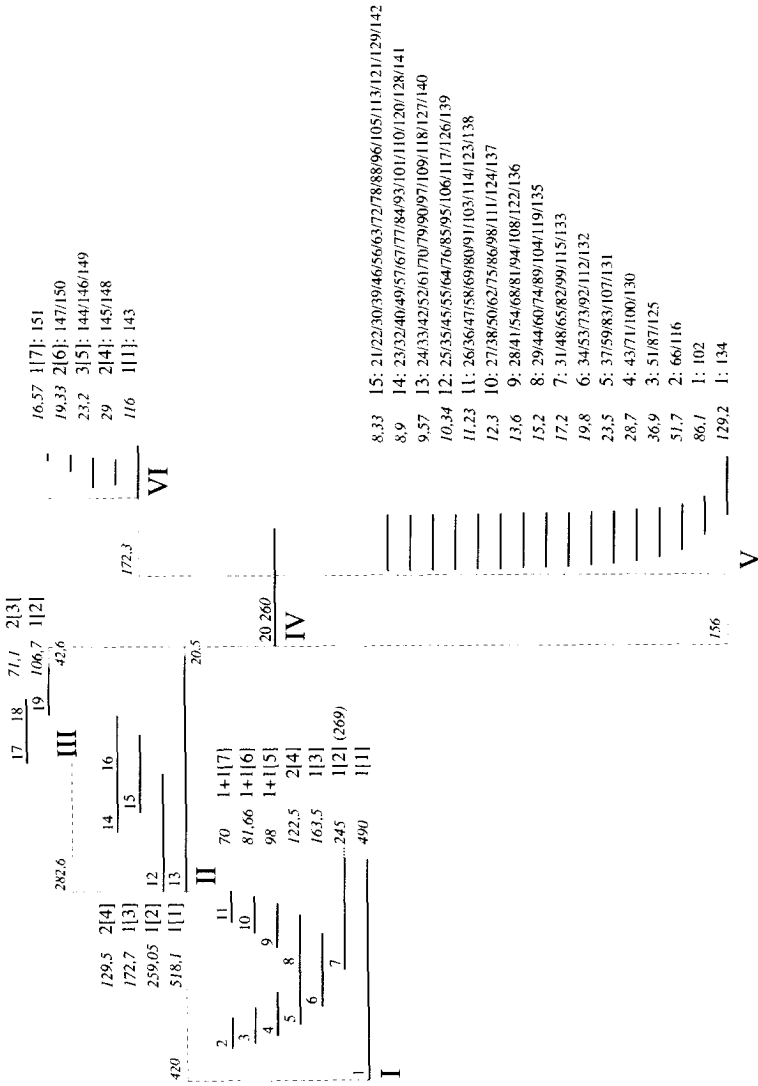 420
1
I
2
3
4
5
6
7
8
9
10
11
70 1+1[7]
81,66 1+1[6]
98 1+1[5]
122,5 2[4]
163,5 1[3]
245 1[2] (269)
490 1[1]
129,5 2[4]
172,7 1[3]
259,05 1[2]
518,1 1[1]
282,6
12
13
II
14
15
16
20,5
17 18 71,1 2[3]
19 106,7 1[2]
III
42,6
20 260
IV
156
172,3
V
8,33 15: 21/22/30/39/46/56/63/72/78/88/96/105/113/121/129/142
8,9 14: 23/32/40/49/57/67/77/84/93/101/110/120/128/141
9,57 13: 24/33/42/52/61/70/79/90/97/109/118/127/140
10,34 12: 25/35/45/55/64/76/85/95/106/117/126/139
11,23 11: 26/36/47/58/69/80/91/103/114/123/138
12,3 10: 27/38/50/62/75/86/98/111/124/137
13,6 9: 28/41/54/68/81/94/108/122/136
15,2 8: 29/44/60/74/89/104/119/135
17,2 7: 31/48/65/82/99/115/133
19,8 6: 34/53/73/92/112/132
23,5 5: 37/59/83/107/131
28,7 4: 43/71/100/130
36,9 3: 51/87/125
51,7 2: 66/116
86,1 1: 102
129,2 1: 134
VI
16,57 1[7]: 151
19,33 2[6]: 147/150
23,2 3[5]: 144/146/149
29 2[4]: 145/148
116 1[1]: 143